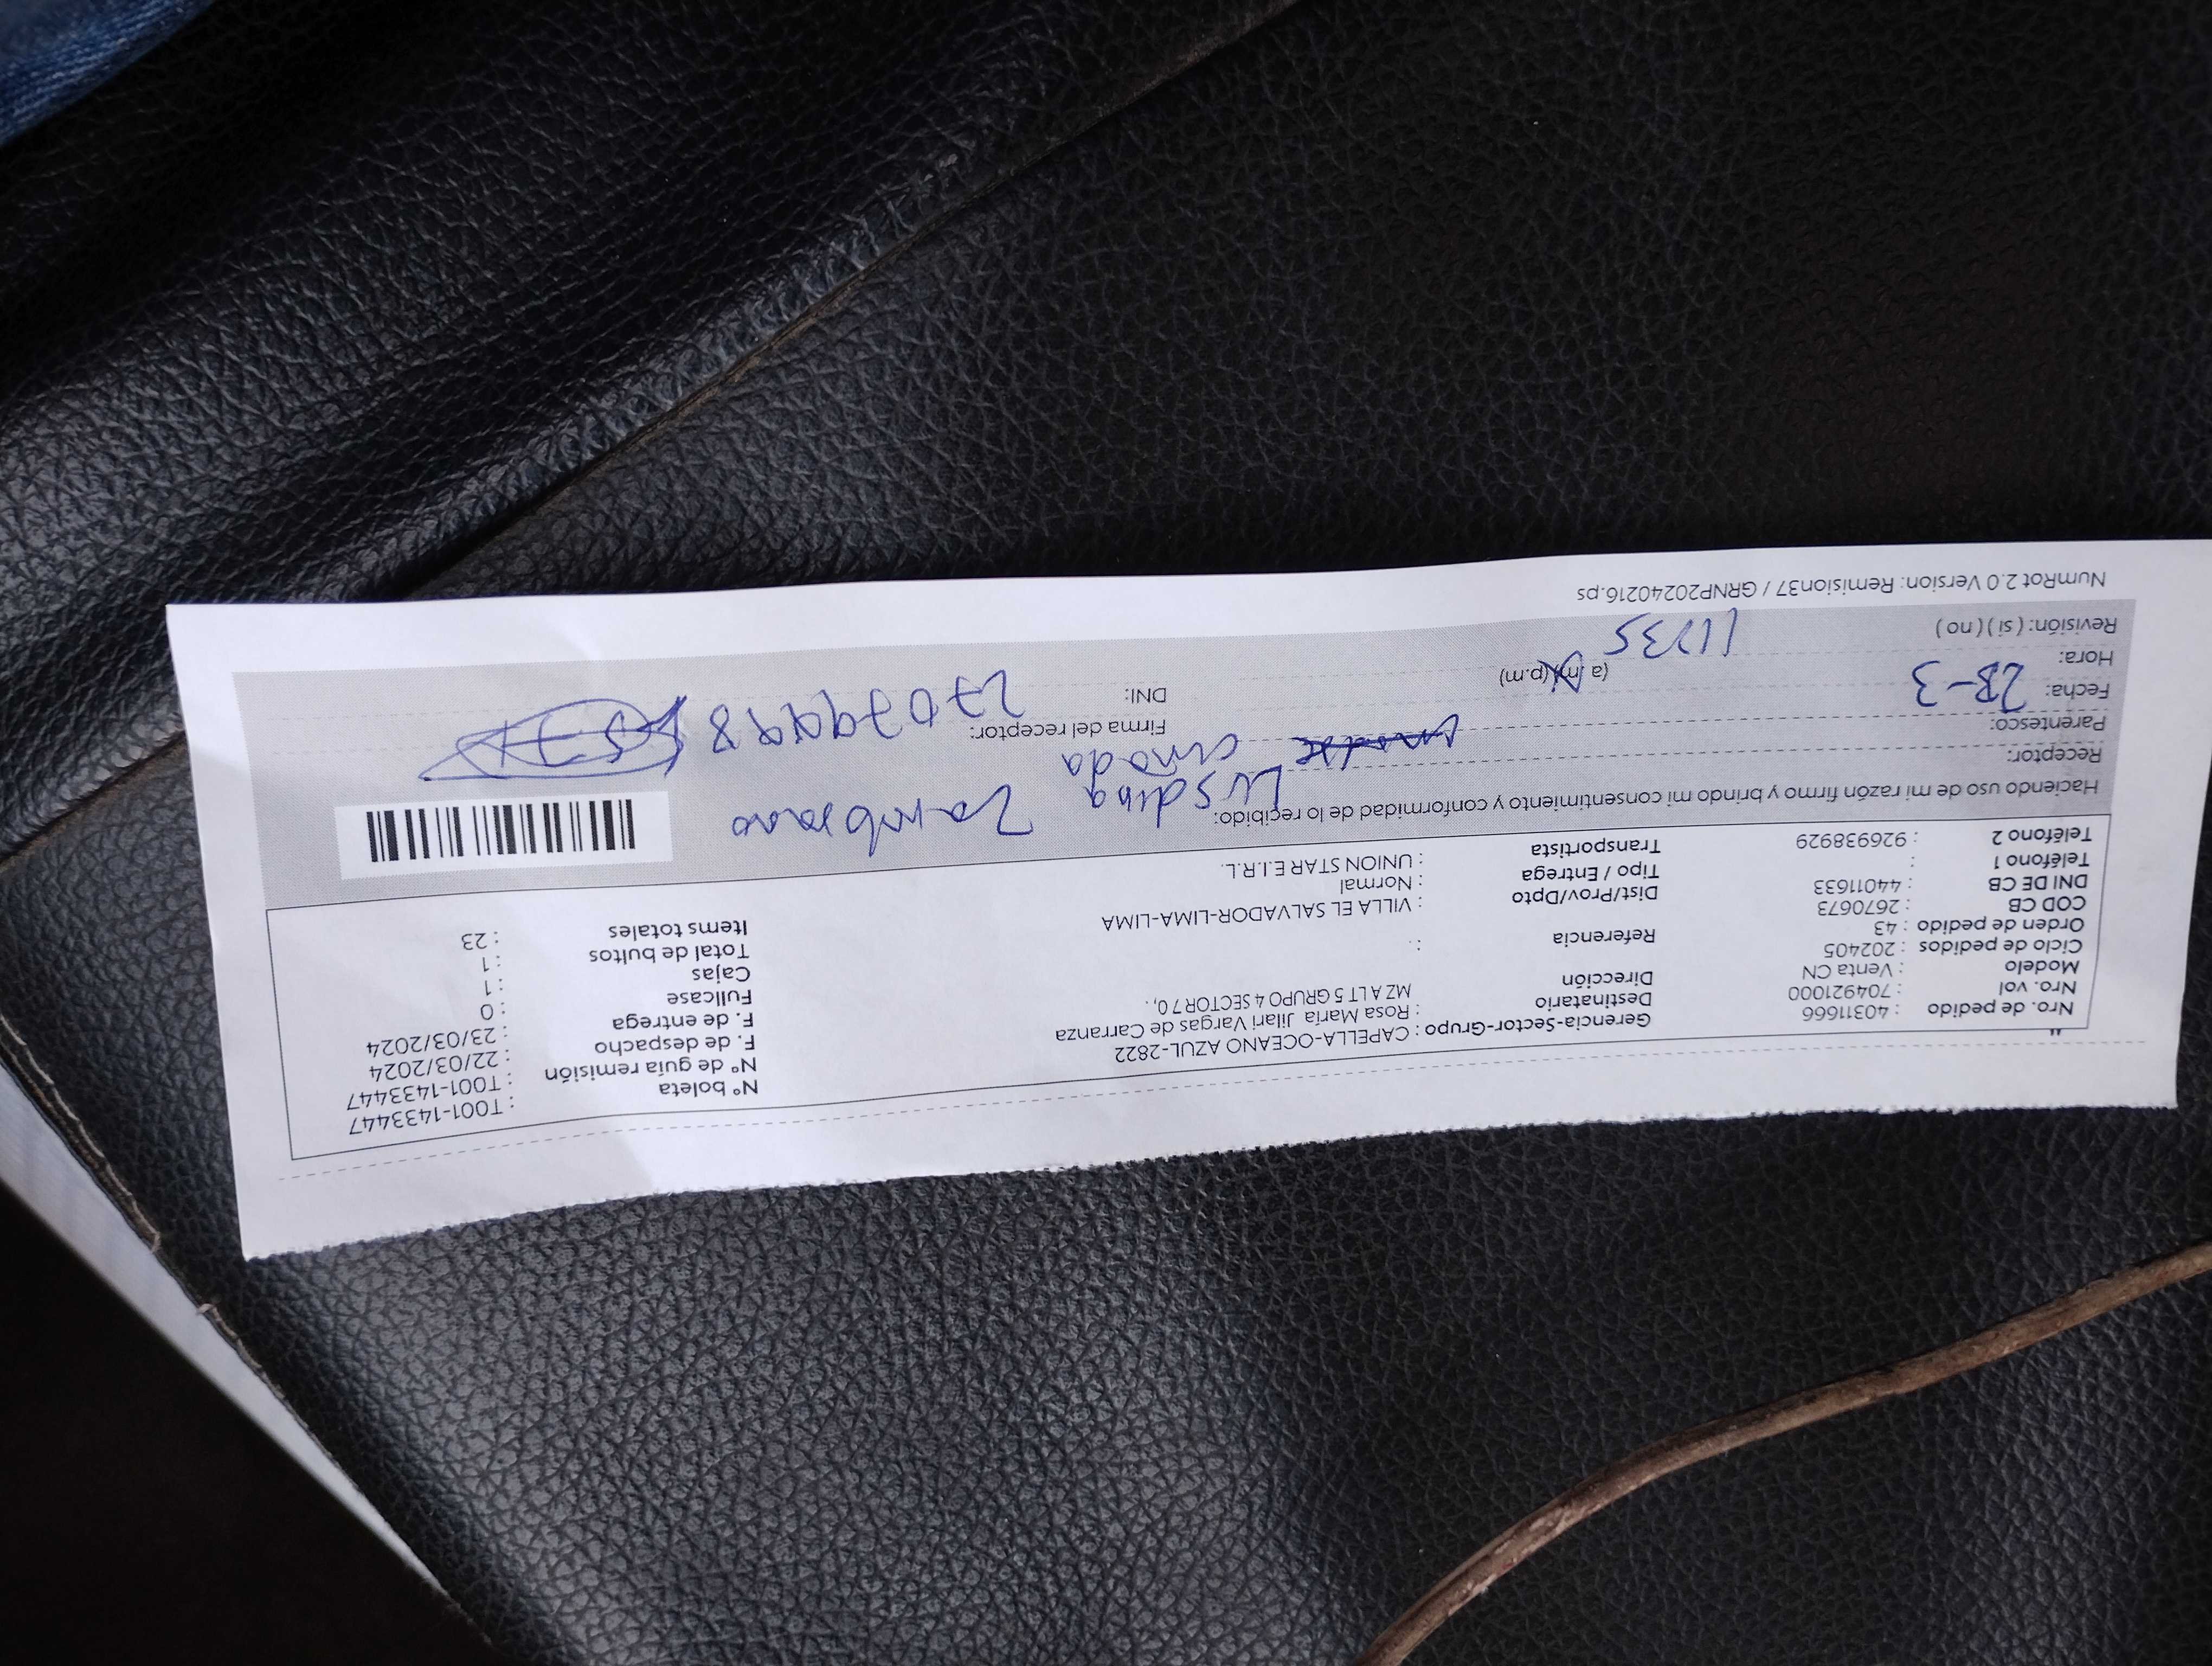 Nro. de pedido : 40311666
Nro. vol : 704921000
Modelo : Venta CN
Ciclo de pedidos : 202405
Orden de pedido : 43
COD CB : 2670673
DNI DE CB : 44011633
Teléfono 1 :
Teléfono 2 : 926938929
Gerencia-Sector-Grupo : CAPELLA-OCEANO AZUL-2822
Destinatario : Rosa María Jilari Vargas de Carranza
Dirección MZ A LT 5 GRUPO 4 SECTOR 7 0, .
Referencia : .
Dist/Prov/Dpto : VILLA EL SALVADOR-LIMA-LIMA
Tipo / Entrega : Normal
Transportista : UNION STAR E.I.R.L.
N° boleta : T001-1433447
N° de guía remisión : T001-1433447
F. de despacho : 22/03/2024
F. de entrega : 23/03/2024
Fullcase : 0
Cajas : 1
Total de bultos : 1
Items totales : 23
Haciendo uso de mi razón firmo y brindo mi consentimiento y conformidad de lo recibido:
Receptor: Zambrano
Parentesco: cuñada
Fecha: 23-3
Hora: (a.m)(p.m)
Revisión: ( si ) ( no )
Firma del receptor:
DNI:
NumRot 2.0 Version: Remision37 / GRNP20240216.ps